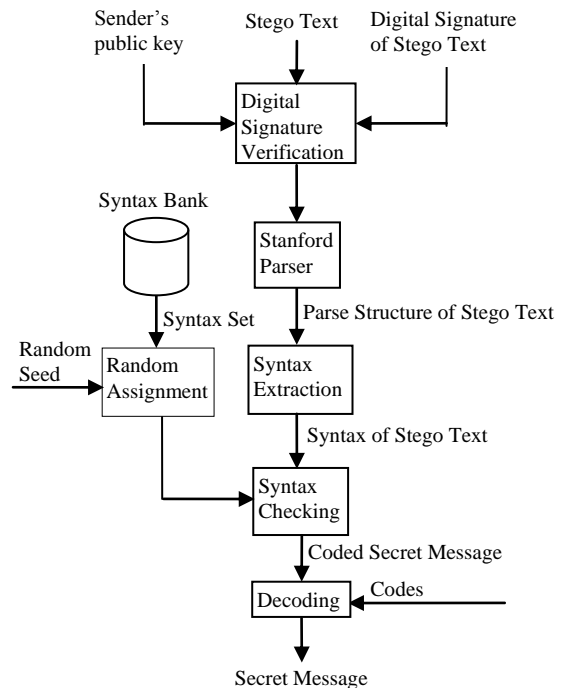 Sender's
public key
Stego Text
Digital Signature
of Stego Text
Digital
Signature
Verification
Syntax Bank
Stanford
Parser
Syntax Set
Parse Structure of Stego Text
Random
Seed
Random
Assignment
Syntax
Extraction
Syntax of Stego Text
Syntax
Checking
Coded Secret Message
Decoding
Codes
Secret Message